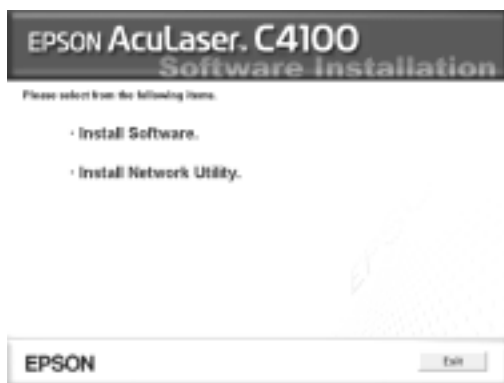 EPSON AcuLaser. C4100
Software Installation
Please select from the following items.
· Install Software.
· Install Network Utility.
EPSON
Exit